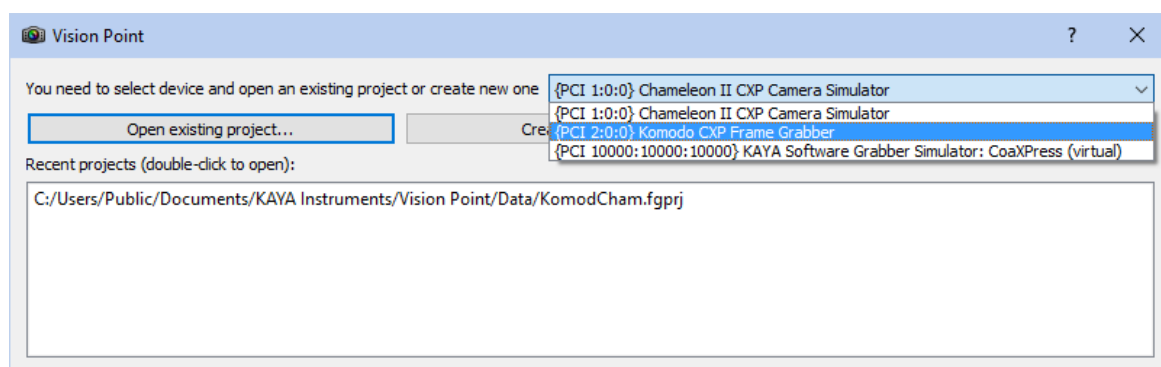 Vision Point
You need to select device and open an existing project or create new one {PCI 1:0:0} Chameleon II CXP Camera Simulator
{PCI 1:0:0} Chameleon II CXP Camera Simulator
Open existing project... Cre {PCI 2:0:0} Komodo CXP Frame Grabber
{PCI 10000:10000:10000} KAYA Software Grabber Simulator: CoaXPress (virtual)
Recent projects (double-click to open):
C:/Users/Public/Documents/KAYA Instruments/Vision Point/Data/KomodCham.fgprj